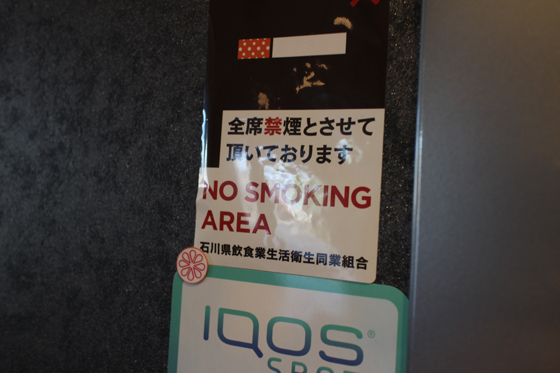 全席禁煙とさせて
頂いております
NO SMOKING
AREA
石川県飲食業生活衛生同業組合
IQOS®